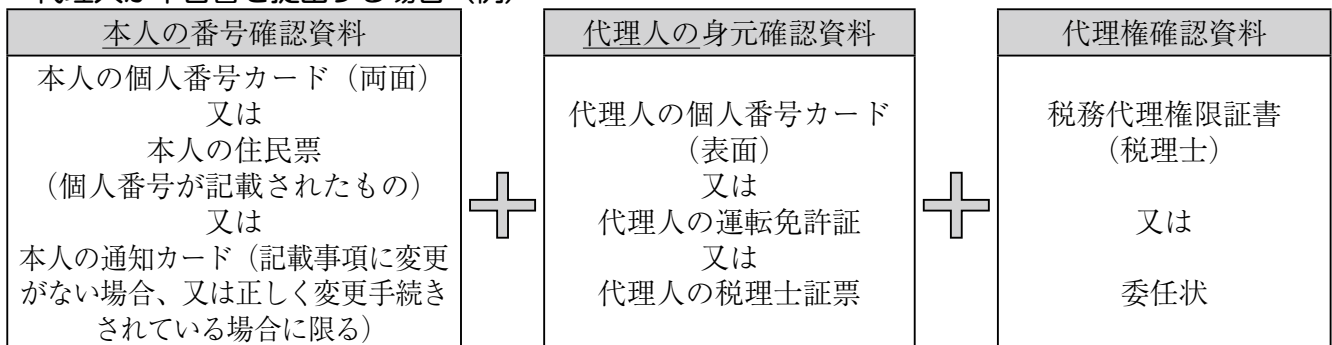 本人の番号確認資料
本人の個人番号カード（両面）
又は
本人の住民票
（個人番号が記載されたもの）
又は
本人の通知カード（記載事項に変更
がない場合、又は正しく変更手続き
されている場合に限る）
代理人の身元確認資料
代理人の個人番号カード
（表面）
又は
代理人の運転免許証
又は
代理人の税理士証票
代理権確認資料
税務代理権限証書
（税理士）
又は
委任状